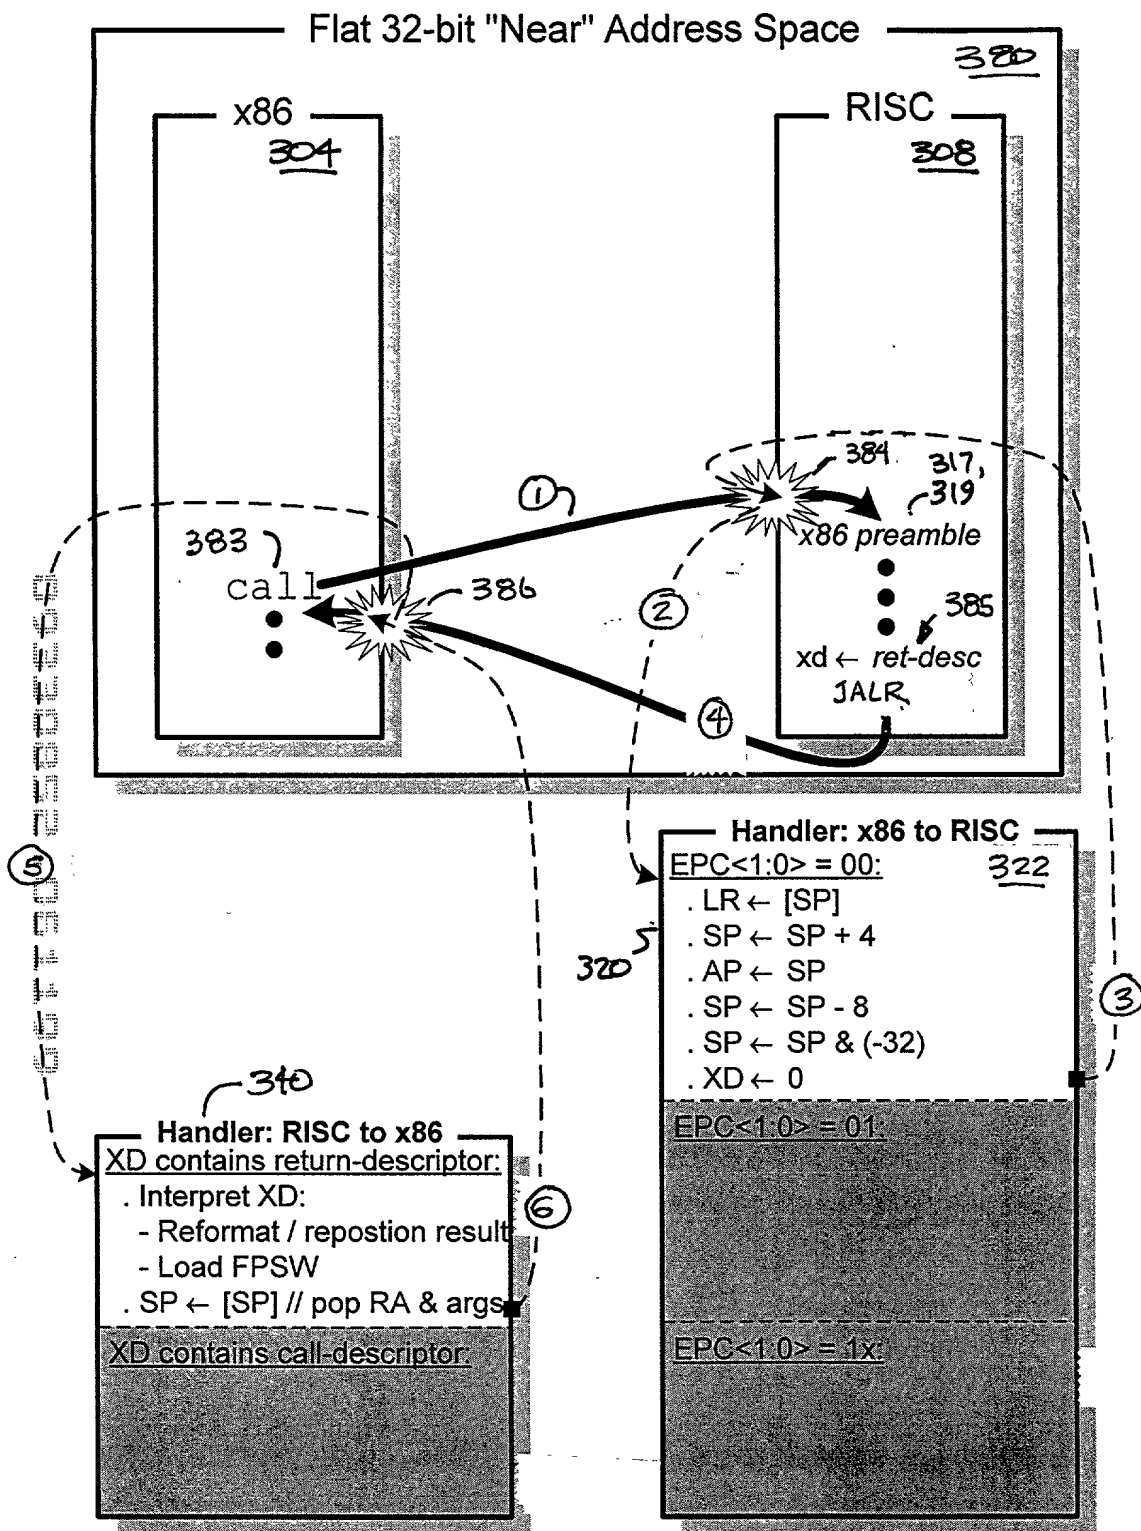 Flat 32-bit "Near" Address Space
380
x86
304
RISC
308
384
317,
319
①
x86 preamble
383
call
386
②
385
xd ← ret-desc
JALR
④
⑤
Handler: x86 to RISC
322
EPC<1:0> = 00:
. LR ← [SP]
. SP ← SP + 4
320
. AP ← SP
. SP ← SP - 8
③
. SP ← SP & (-32)
. XD ← 0
EPC<1:0> = 01:
EPC<1:0> = 1x:
340
Handler: RISC to x86
XD contains return-descriptor:
. Interpret XD:
- Reformat / repostion result
⑥
- Load FPSW
. SP ← [SP] // pop RA & args
XD contains call-descriptor: